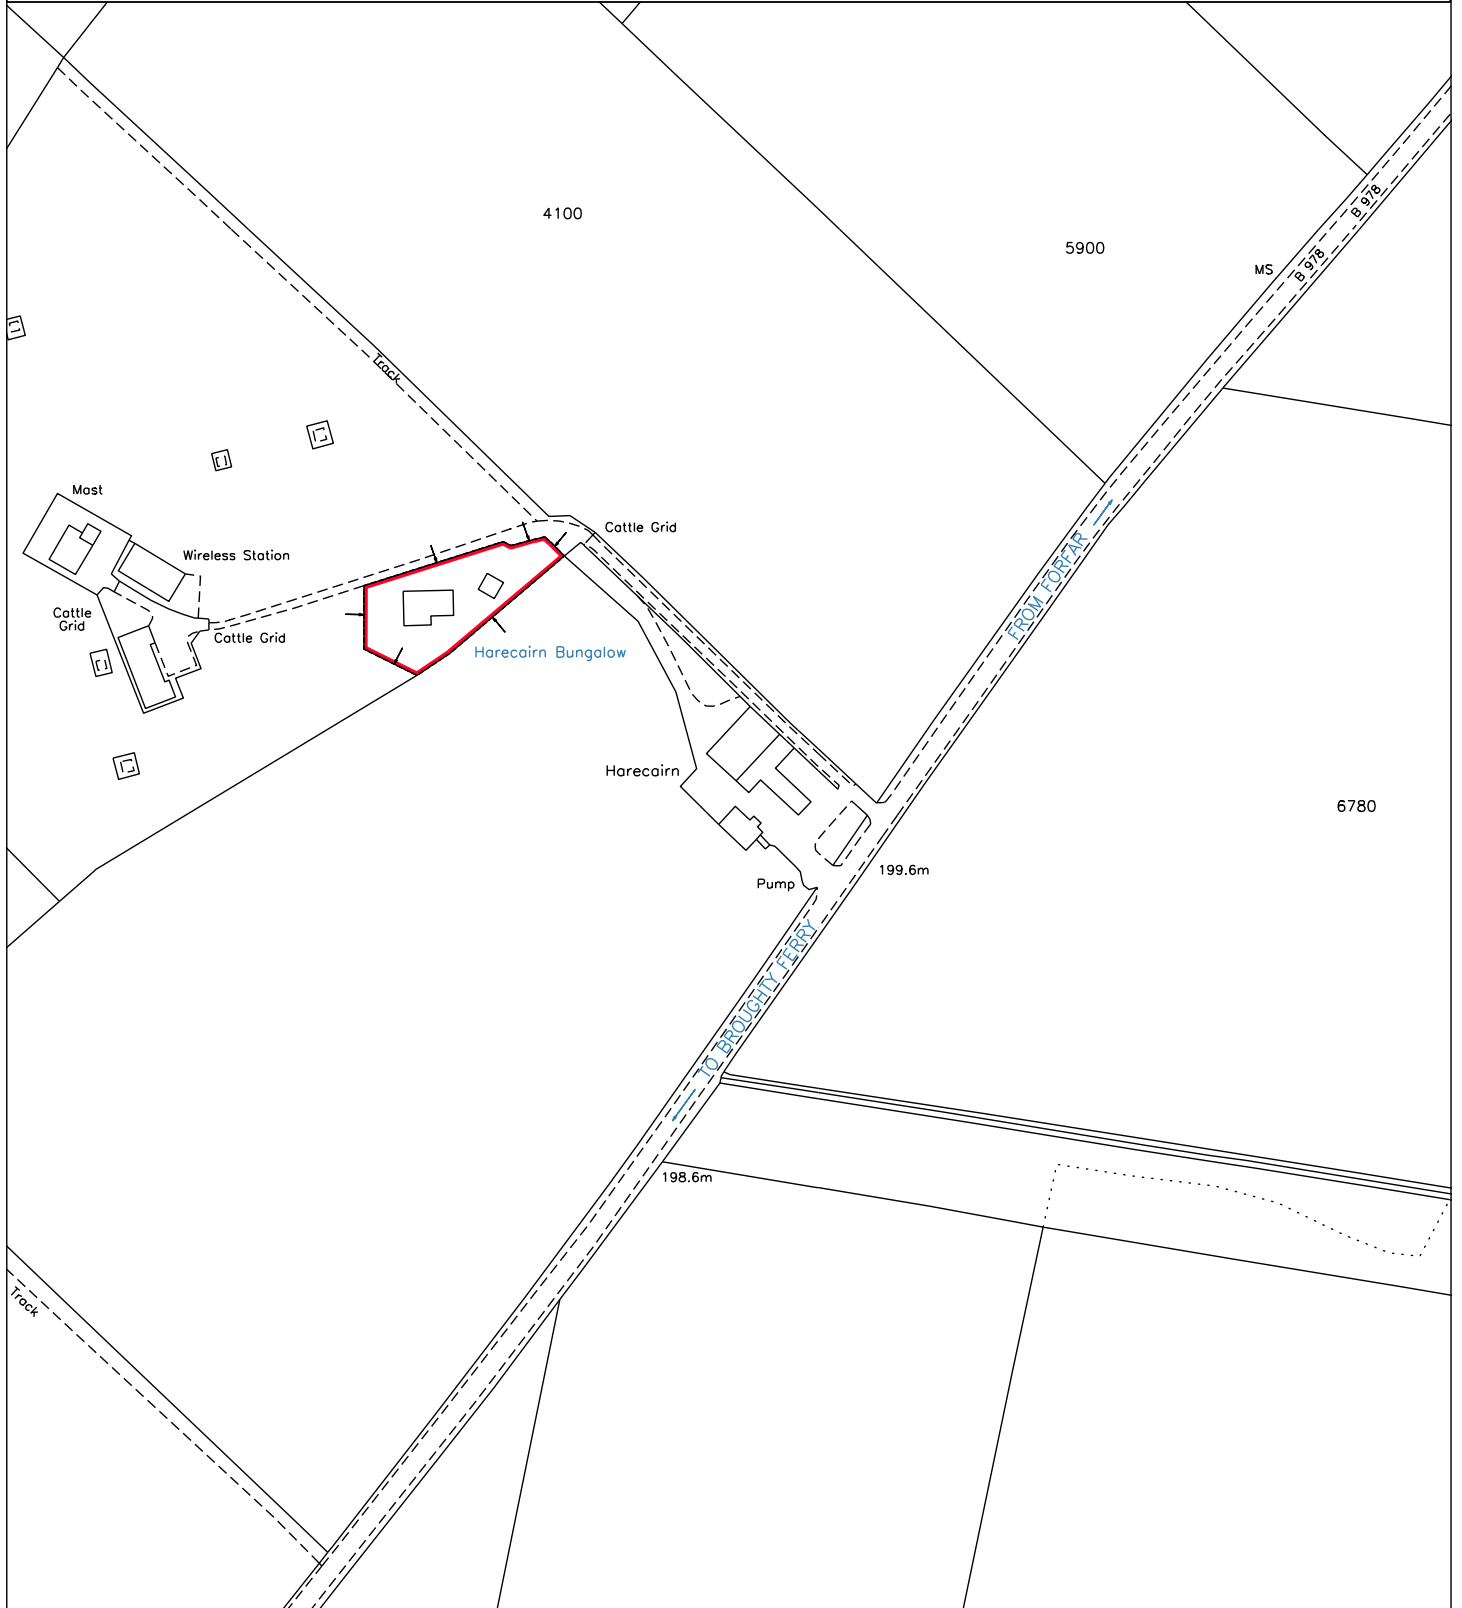 4100
5900
B 978
MS
B 978
Track
Mast
Cattle Grid
Wireless Station
Cattle
Grid
Cattle Grid
FROM FORFAR
Harecairn Bungalow
Harecairn
6780
199.6m
Pump
TO BROUGHTY FERRY
198.6m
Track